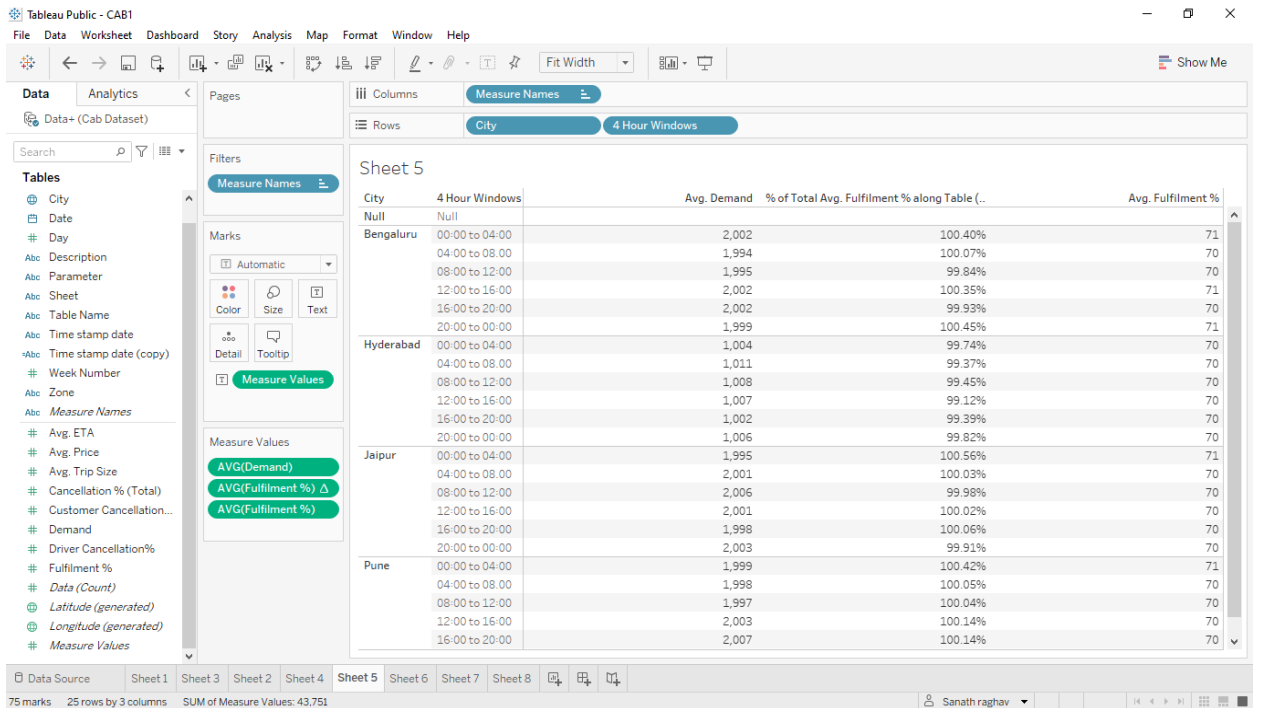 Tableau Public - CAB1
File Data Worksheet Dashboard Story Analysis Map Format Window Help
Fit Width
Show Me
Data Analytics
Data+ (Cab Dataset)
Search
Tables
City
Date
Day
Abc Description
Abc Parameter
Abc Sheet
Abc Table Name
Abc Time stamp date
=Abc Time stamp date (copy)
Week Number
Abc Zone
Abc Measure Names
Avg. ETA
Avg. Price
Avg. Trip Size
Cancellation % (Total)
Customer Cancellation...
Demand
Driver Cancellation%
Fulfilment %
Data (Count)
Latitude (generated)
Longitude (generated)
Measure Values
Pages
Filters
Measure Names
Marks
Automatic
Color Size Text
Detail Tooltip
Measure Values
Measure Values
AVG(Demand)
AVG(Fulfilment %) Δ
AVG(Fulfilment %)
Columns Measure Names
Rows City 4 Hour Windows
Sheet 5
City 4 Hour Windows Avg. Demand % of Total Avg. Fulfilment % along Table (.. Avg. Fulfilment %
Null Null
Bengaluru 00:00 to 04:00 2,002 100.40% 71
04:00 to 08.00 1,994 100.07% 70
08:00 to 12:00 1,995 99.84% 70
12:00 to 16:00 2,002 100.35% 71
16:00 to 20:00 2,002 99.93% 70
20:00 to 00:00 1,999 100.45% 71
Hyderabad 00:00 to 04:00 1,004 99.74% 70
04:00 to 08.00 1,011 99.37% 70
08:00 to 12:00 1,008 99.45% 70
12:00 to 16:00 1,007 99.12% 70
16:00 to 20:00 1,002 99.39% 70
20:00 to 00:00 1,006 99.82% 70
Jaipur 00:00 to 04:00 1,995 100.56% 71
04:00 to 08.00 2,001 100.03% 70
08:00 to 12:00 2,006 99.98% 70
12:00 to 16:00 2,001 100.02% 70
16:00 to 20:00 1,998 100.06% 70
20:00 to 00:00 2,003 99.91% 70
Pune 00:00 to 04:00 1,999 100.42% 71
04:00 to 08.00 1,998 100.05% 70
08:00 to 12:00 1,997 100.04% 70
12:00 to 16:00 2,003 100.14% 70
16:00 to 20:00 2,007 100.14% 70
Data Source Sheet 1 Sheet 3 Sheet 2 Sheet 4 Sheet 5 Sheet 6 Sheet 7 Sheet 8
75 marks 25 rows by 3 columns SUM of Measure Values: 43,751 Sanath raghav